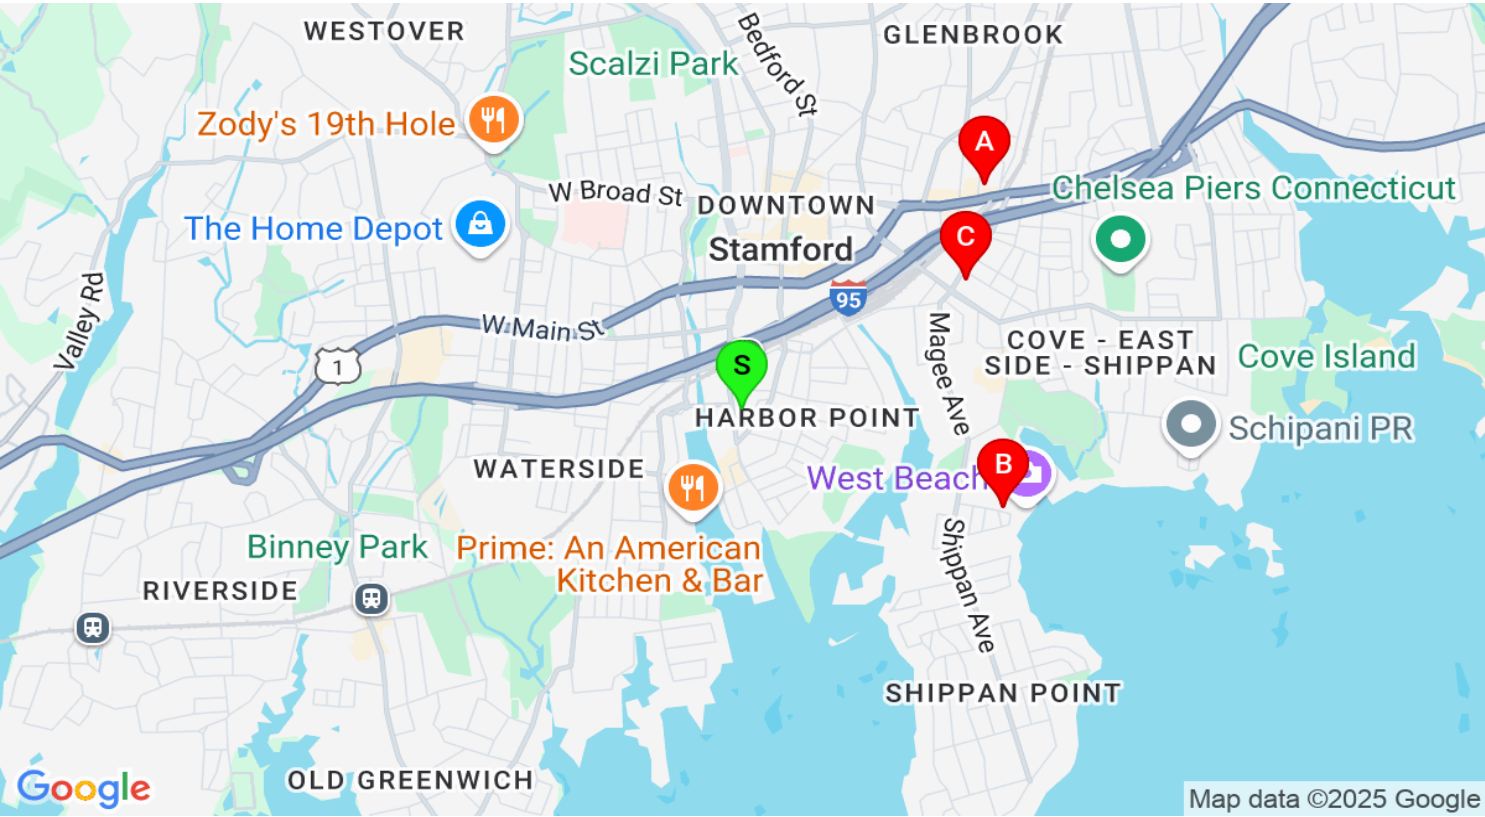 WESTOVER
Bedford St
GLENBROOK
Scalzi Park
Zody's 19th Hole
A
W Broad St
DOWNTOWN
Chelsea Piers Connecticut
The Home Depot
Stamford
C
95
Valley Rd
W Main St
1
Magee Ave
COVE - EAST
SIDE - SHIPPAN
Cove Island
S
HARBOR POINT
Schipani PR
WATERSIDE
West Beach
B
Binney Park
Prime: An American
Kitchen & Bar
Shippan Ave
RIVERSIDE
SHIPPAN POINT
OLD GREENWICH
Google
Map data ©2025 Google